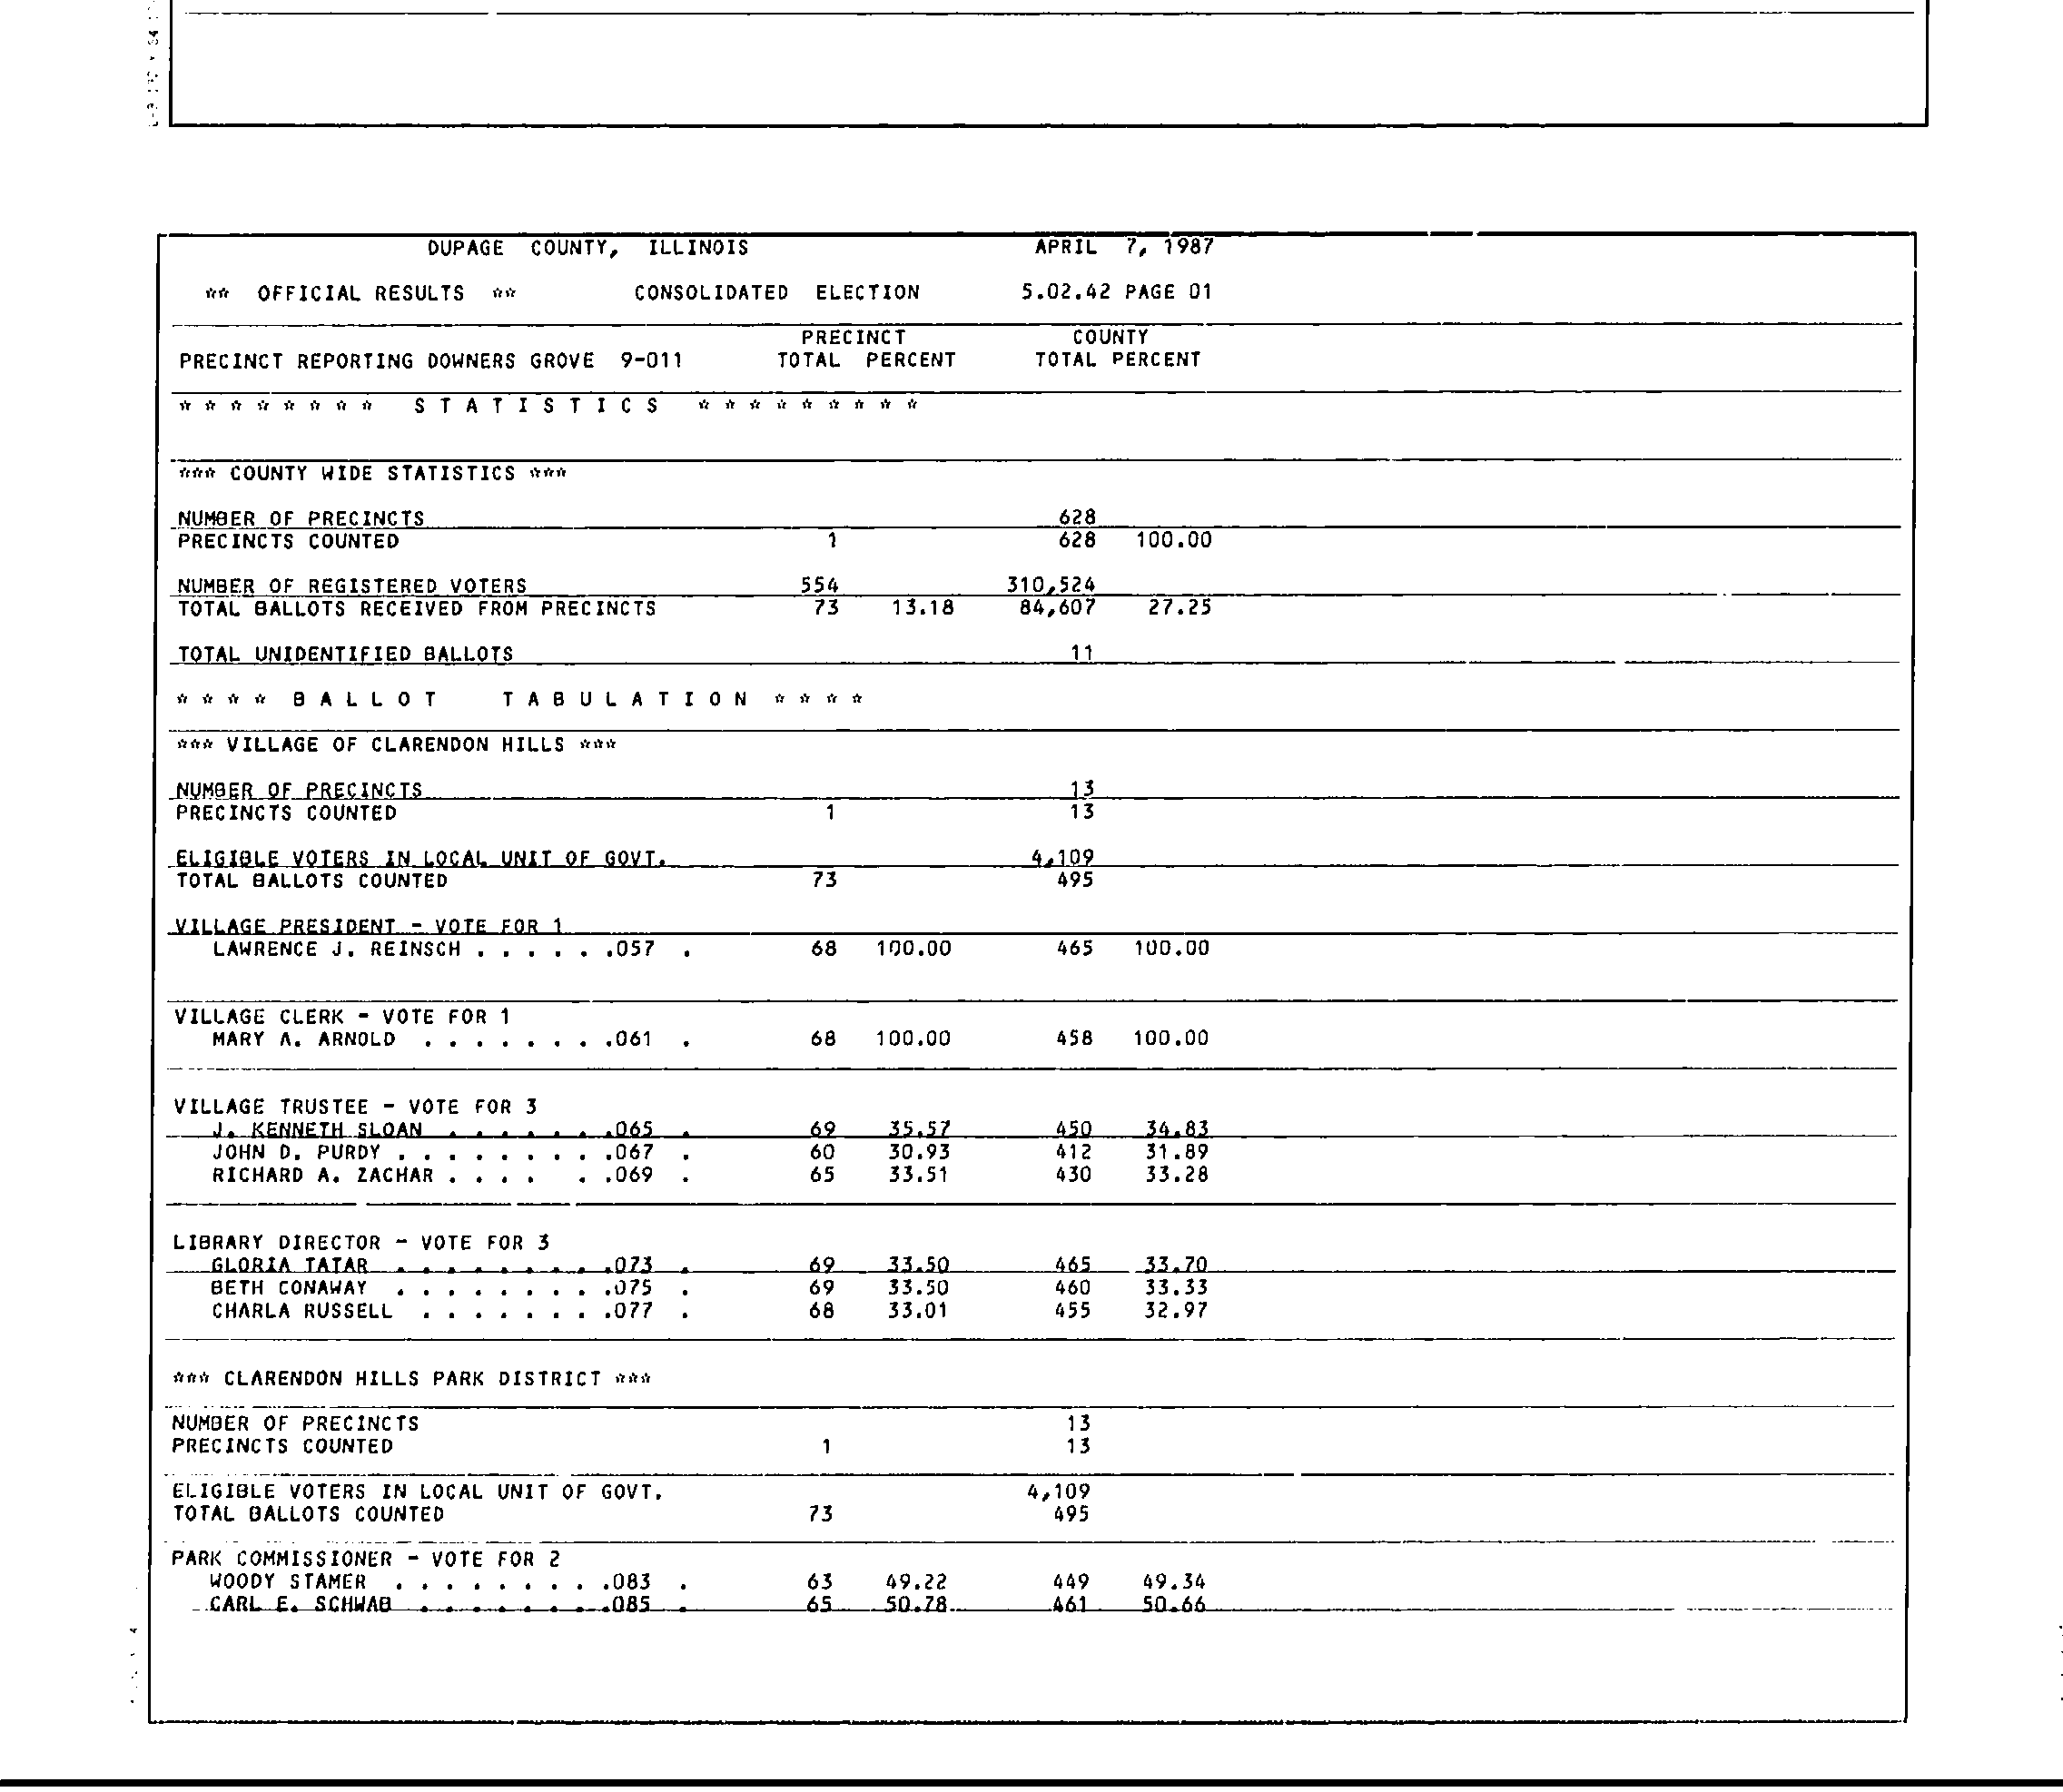 DUPAGE COUNTY, ILLINOIS APRIL 7, 1987
** OFFICIAL RESULTS ** CONSOLIDATED ELECTION 5.02.42 PAGE 01
PRECINCT COUNTY
PRECINCT REPORTING DOWNERS GROVE 9-011 TOTAL PERCENT TOTAL PERCENT
* * * * * * * * S T A T I S T I C S * * * * * * * * *
*** COUNTY WIDE STATISTICS ***
NUMBER OF PRECINCTS 628
PRECINCTS COUNTED 1 628 100.00
NUMBER OF REGISTERED VOTERS 554 310,524
TOTAL BALLOTS RECEIVED FROM PRECINCTS 73 13.18 84,607 27.25
TOTAL UNIDENTIFIED BALLOTS 11
* * * * B A L L O T T A B U L A T I O N * * * *
*** VILLAGE OF CLARENDON HILLS ***
NUMBER OF PRECINCTS 13
PRECINCTS COUNTED 1 13
ELIGIBLE VOTERS IN LOCAL UNIT OF GOVT. 4,109
TOTAL BALLOTS COUNTED 73 495
VILLAGE PRESIDENT - VOTE FOR 1
LAWRENCE J. REINSCH . . . . . .057 . 68 100.00 465 100.00
VILLAGE CLERK - VOTE FOR 1
MARY A. ARNOLD . . . . . . . .061 . 68 100.00 458 100.00
VILLAGE TRUSTEE - VOTE FOR 3
J. KENNETH SLOAN . . . . . . .065 . 69 35.57 450 34.83
JOHN D. PURDY . . . . . . . . .067 . 60 30.93 412 31.89
RICHARD A. ZACHAR . . . . . .069 . 65 33.51 430 33.28
LIBRARY DIRECTOR - VOTE FOR 3
GLORIA TATAR . . . . . . . . .073 . 69 33.50 465 33.70
BETH CONAWAY . . . . . . . . .075 . 69 33.50 460 33.33
CHARLA RUSSELL . . . . . . . .077 . 68 33.01 455 32.97
*** CLARENDON HILLS PARK DISTRICT ***
NUMBER OF PRECINCTS 13
PRECINCTS COUNTED 1 13
ELIGIBLE VOTERS IN LOCAL UNIT OF GOVT. 4,109
TOTAL BALLOTS COUNTED 73 495
PARK COMMISSIONER - VOTE FOR 2
WOODY STAMER . . . . . . . . .083 . 63 49.22 449 49.34
CARL E. SCHWAB . . . . . . . .085 . 65 50.78 461 50.66